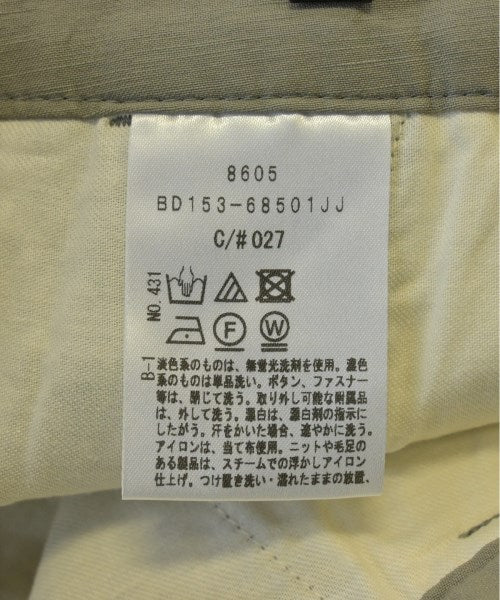 8605
BD153-68501JJ
C/#027
NO.431
F
W
B-1
淡色系のものは、無蛍光洗剤を使用。濃色
系のものは単品洗い。ボタン、ファスナー
等は、閉じて洗う。取り外し可能な附属品
は、外して洗う。漂白は、漂白剤の指示に
したがう。汗をかいた場合、速やかに洗う。
アイロンは、当て布使用。ニットや毛足の
ある製品は、スチームでの浮かしアイロン
仕上げ。つけ置き洗い・濡れたままの放置、